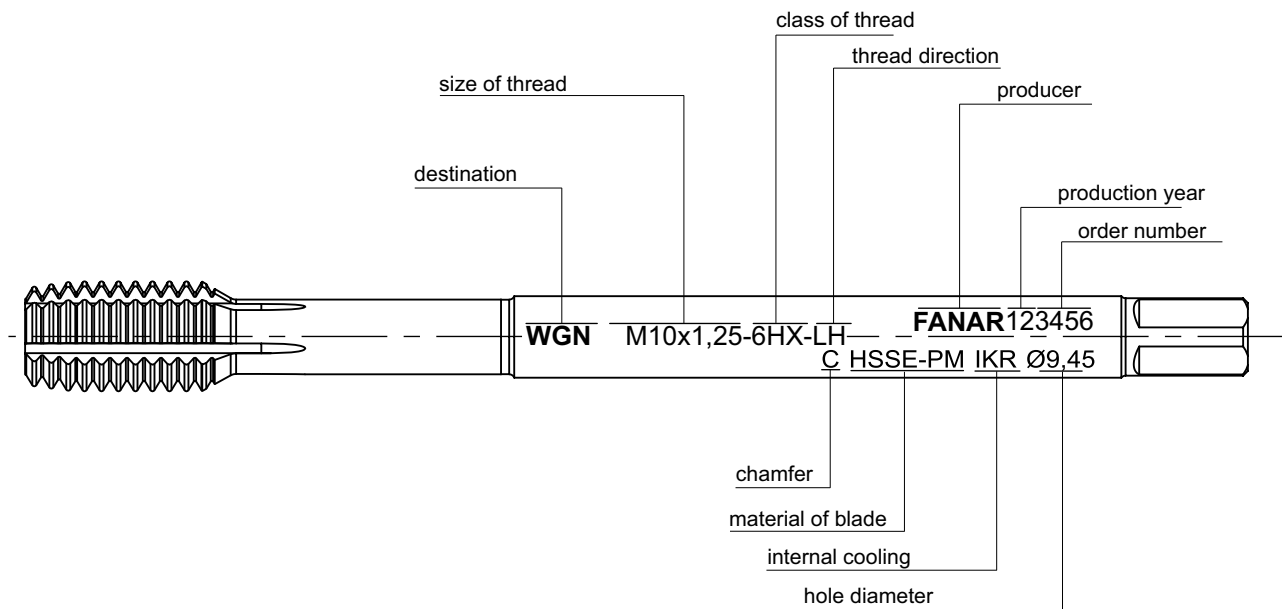 class of thread
thread direction
size of thread
producer
destination
production year
order number
FANAR123456
WGN M10x1,25-6HX-LH
C HSSE-PM IKR Ø9,45
chamfer
material of blade
internal cooling
hole diameter